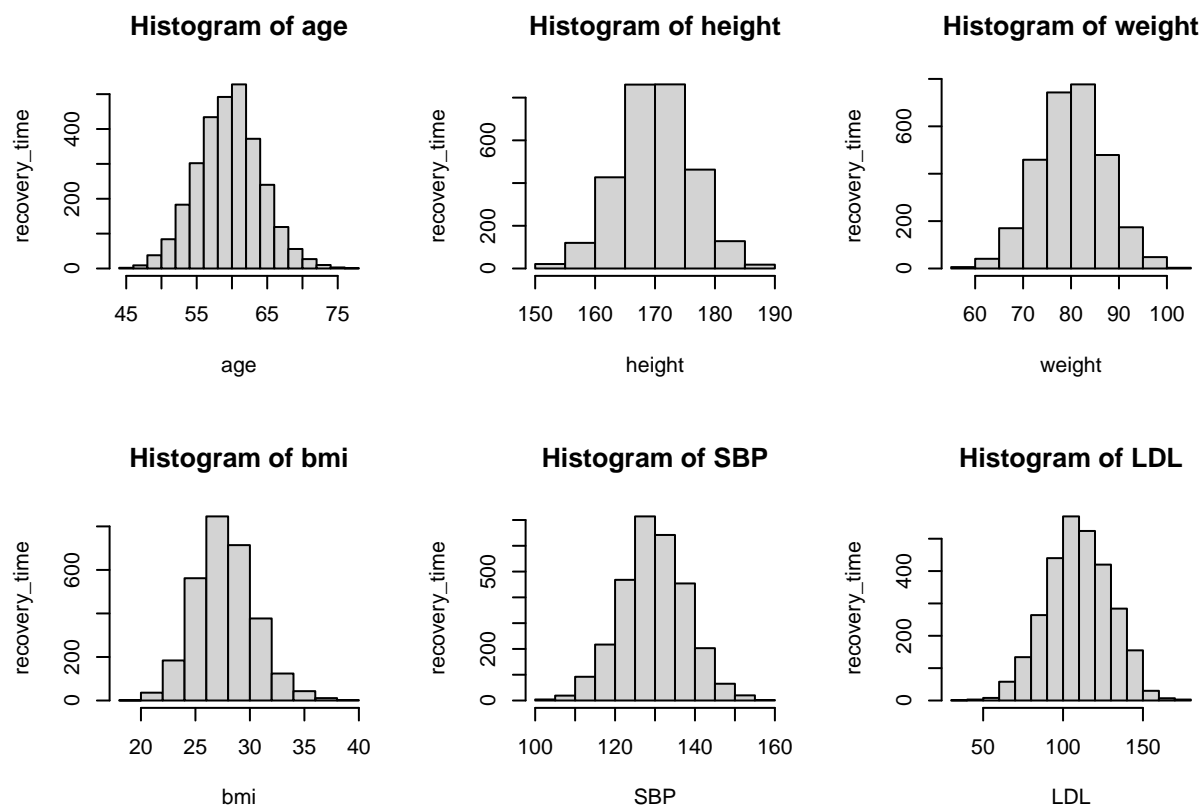 Histogram of age
recovery_time
0 200 400
45 55 65 75
age
Histogram of height
recovery_time
0 200 600
150 160 170 180 190
height
Histogram of weight
recovery_time
0 200 600
60 70 80 90 100
weight
Histogram of bmi
recovery_time
0 200 600
20 25 30 35 40
bmi
Histogram of SBP
recovery_time
0 200 500
100 120 140 160
SBP
Histogram of LDL
recovery_time
0 200 400
50 100 150
LDL